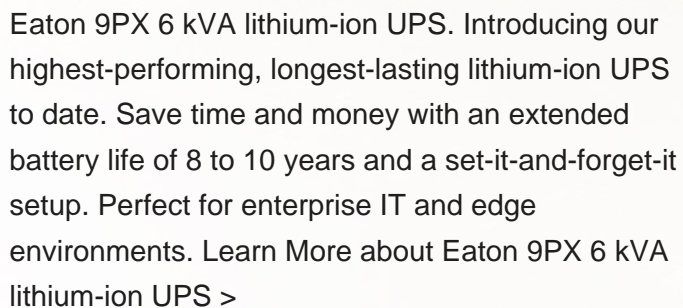 Eaton 9PX 6 kVA lithium-ion UPS. Introducing our
highest-performing, longest-lasting lithium-ion UPS
to date. Save time and money with an extended
battery life of 8 to 10 years and a set-it-and-forget-it
setup. Perfect for enterprise IT and edge
environments. Learn More about Eaton 9PX 6 kVA
lithium-ion UPS >